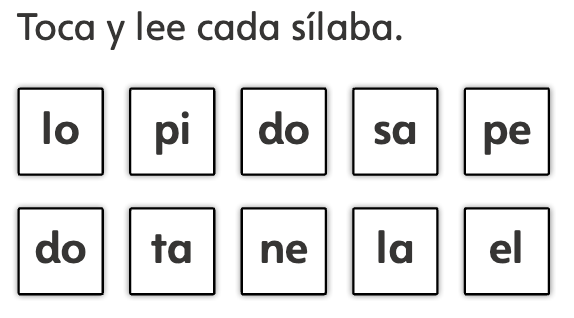 Toca y lee cada sílaba.
lo pi do sa pe
do ta ne la el